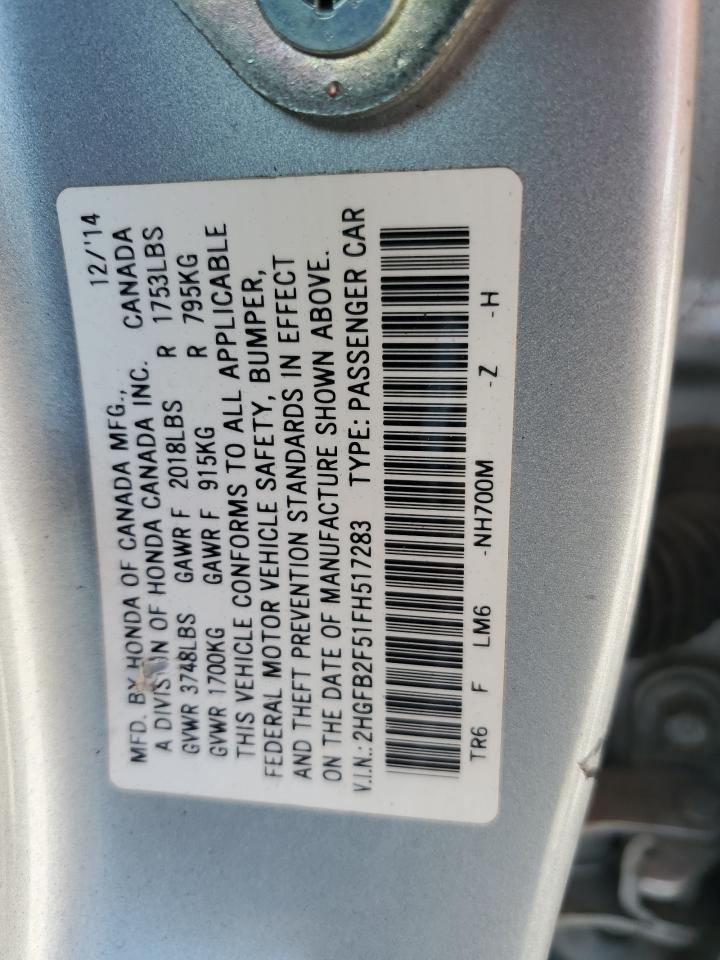 MFD. BY HONDA OF CANADA MFG., 12/'14
A DIVISION OF HONDA CANADA INC. CANADA
GVWR 3748LBS GAWR F 2018LBS R 1753LBS
GVWR 1700KG GAWR F 915KG R 795KG
THIS VEHICLE CONFORMS TO ALL APPLICABLE
FEDERAL MOTOR VEHICLE SAFETY, BUMPER,
AND THEFT PREVENTION STANDARDS IN EFFECT
ON THE DATE OF MANUFACTURE SHOWN ABOVE.
V.I.N.: 2HGFB2F51FH517283 TYPE: PASSENGER CAR
TR6 F LM6 -NH700M -Z -H